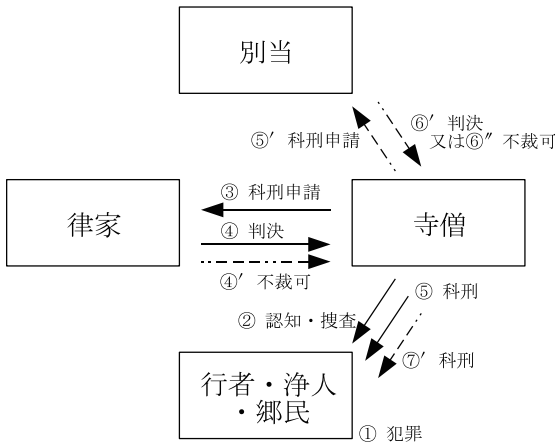 別当
⑥′ 判決
又は⑥″ 不裁可
⑤′ 科刑申請
律家
③ 科刑申請
④ 判決
④′ 不裁可
寺僧
② 認知・捜査
⑤ 科刑
⑦′ 科刑
行者・浄人
・郷民
① 犯罪